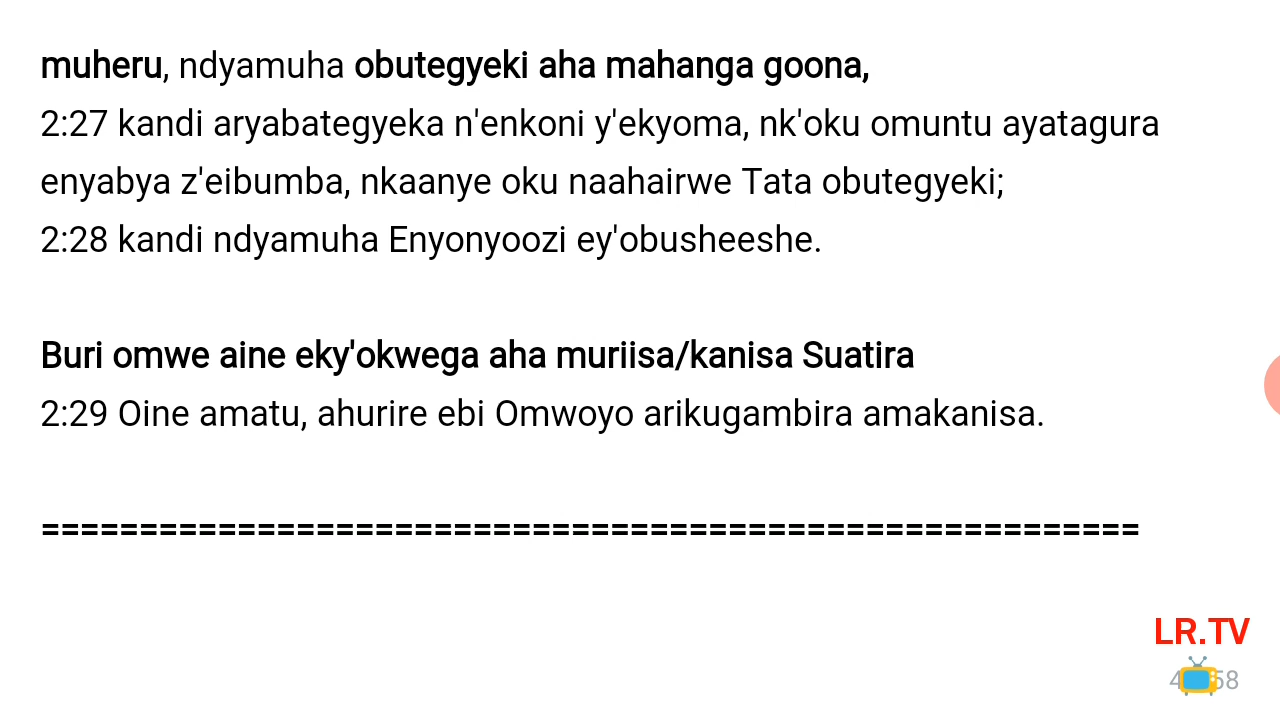 muheru, ndyamuha obutegyeki aha mahanga goona,
2:27 kandi aryabategyeka n'enkoni y'ekyoma, nk'oku omuntu ayatagura
enyabya z'eibumba, nkaanye oku naahairwe Tata obutegyeki;
2:28 kandi ndyamuha Enyonyoozi ey'obusheeshe.
Buri omwe aine eky'okwega aha muriisa/kanisa Suatira
2:29 Oine amatu, ahurire ebi Omwoyo arikugambira amakanisa.
========================================================
LR.TV